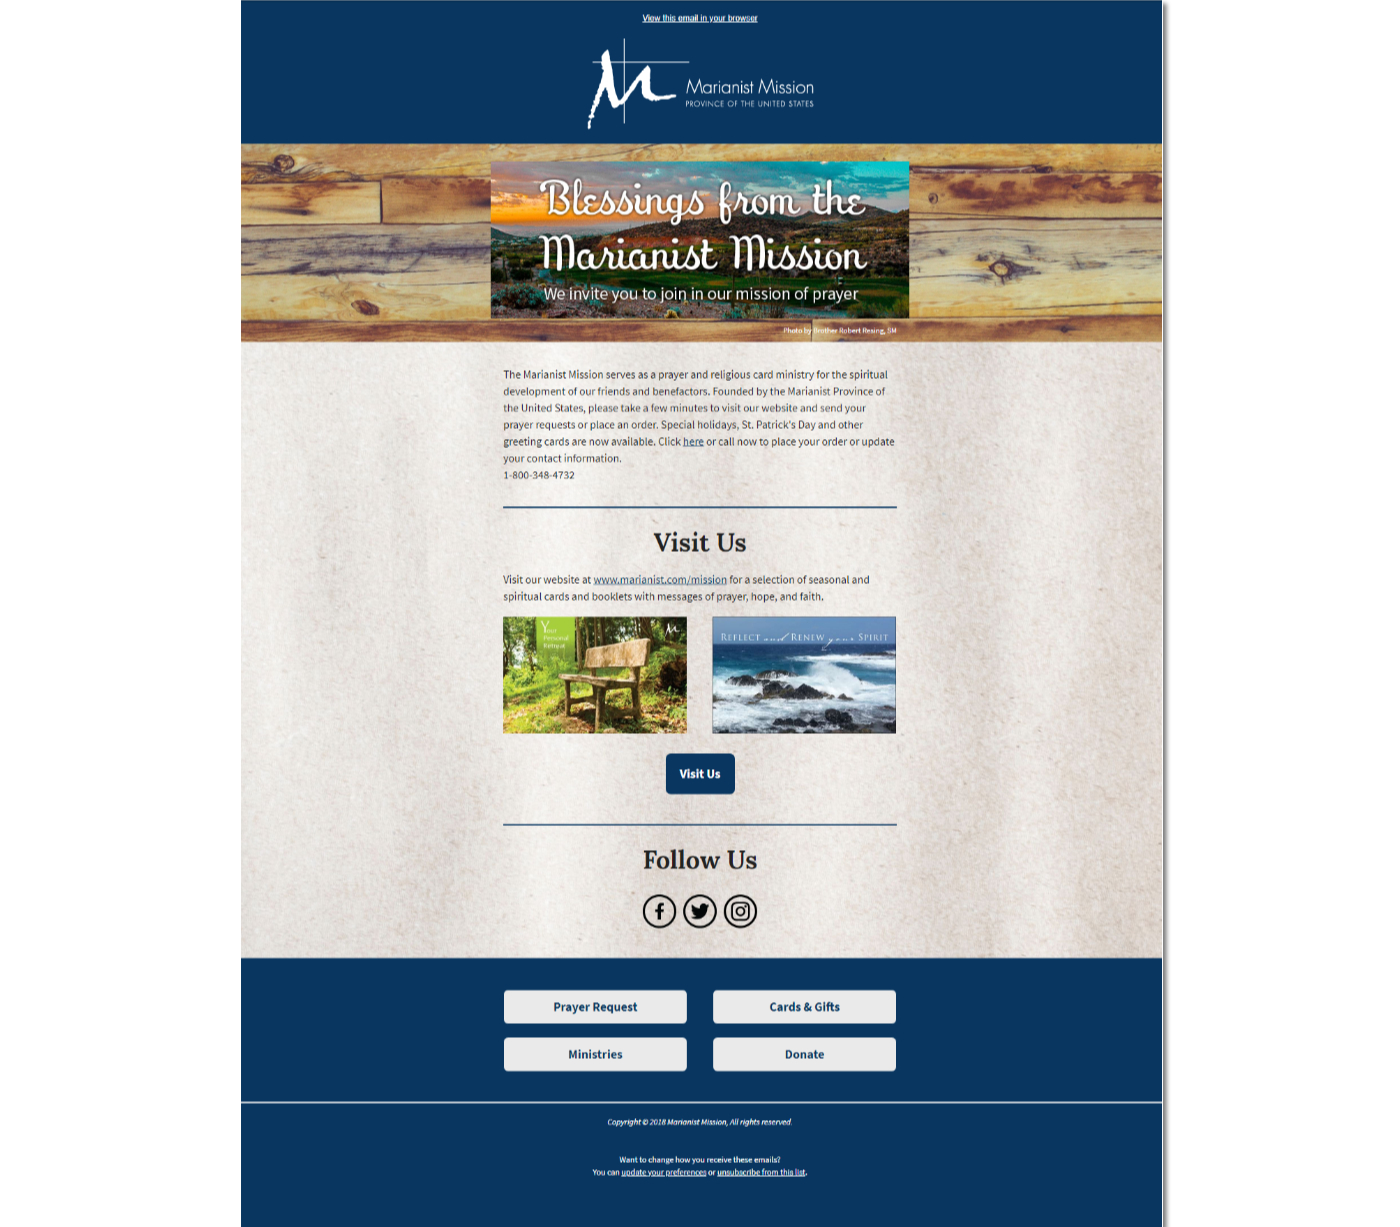 View this email in your browser
Marianist Mission
PROVINCE OF THE UNITED STATES
Blessings from the
Marianist Mission
We invite you to join in our mission of prayer
Photo by Brother Robert Resing, SM
The Marianist Mission serves as a prayer and religious card ministry for the spiritual
development of our friends and benefactors. Founded by the Marianist Province of
the United States, please take a few minutes to visit our website and send your
prayer requests or place an order. Special holidays, St. Patrick's Day and other
greeting cards are now available. Click here or call now to place your order or update
your contact information.
1-800-348-4732
Visit Us
Visit our website at www.marianist.com/mission for a selection of seasonal and
spiritual cards and booklets with messages of prayer, hope, and faith.
Your
Personal
Retreat
REFLECT and RENEW your SPIRIT
Visit Us
Follow Us
Prayer Request
Cards & Gifts
Ministries
Donate
Copyright © 2018 Marianist Mission, All rights reserved.
Want to change how you receive these emails?
You can update your preferences or unsubscribe from this list.